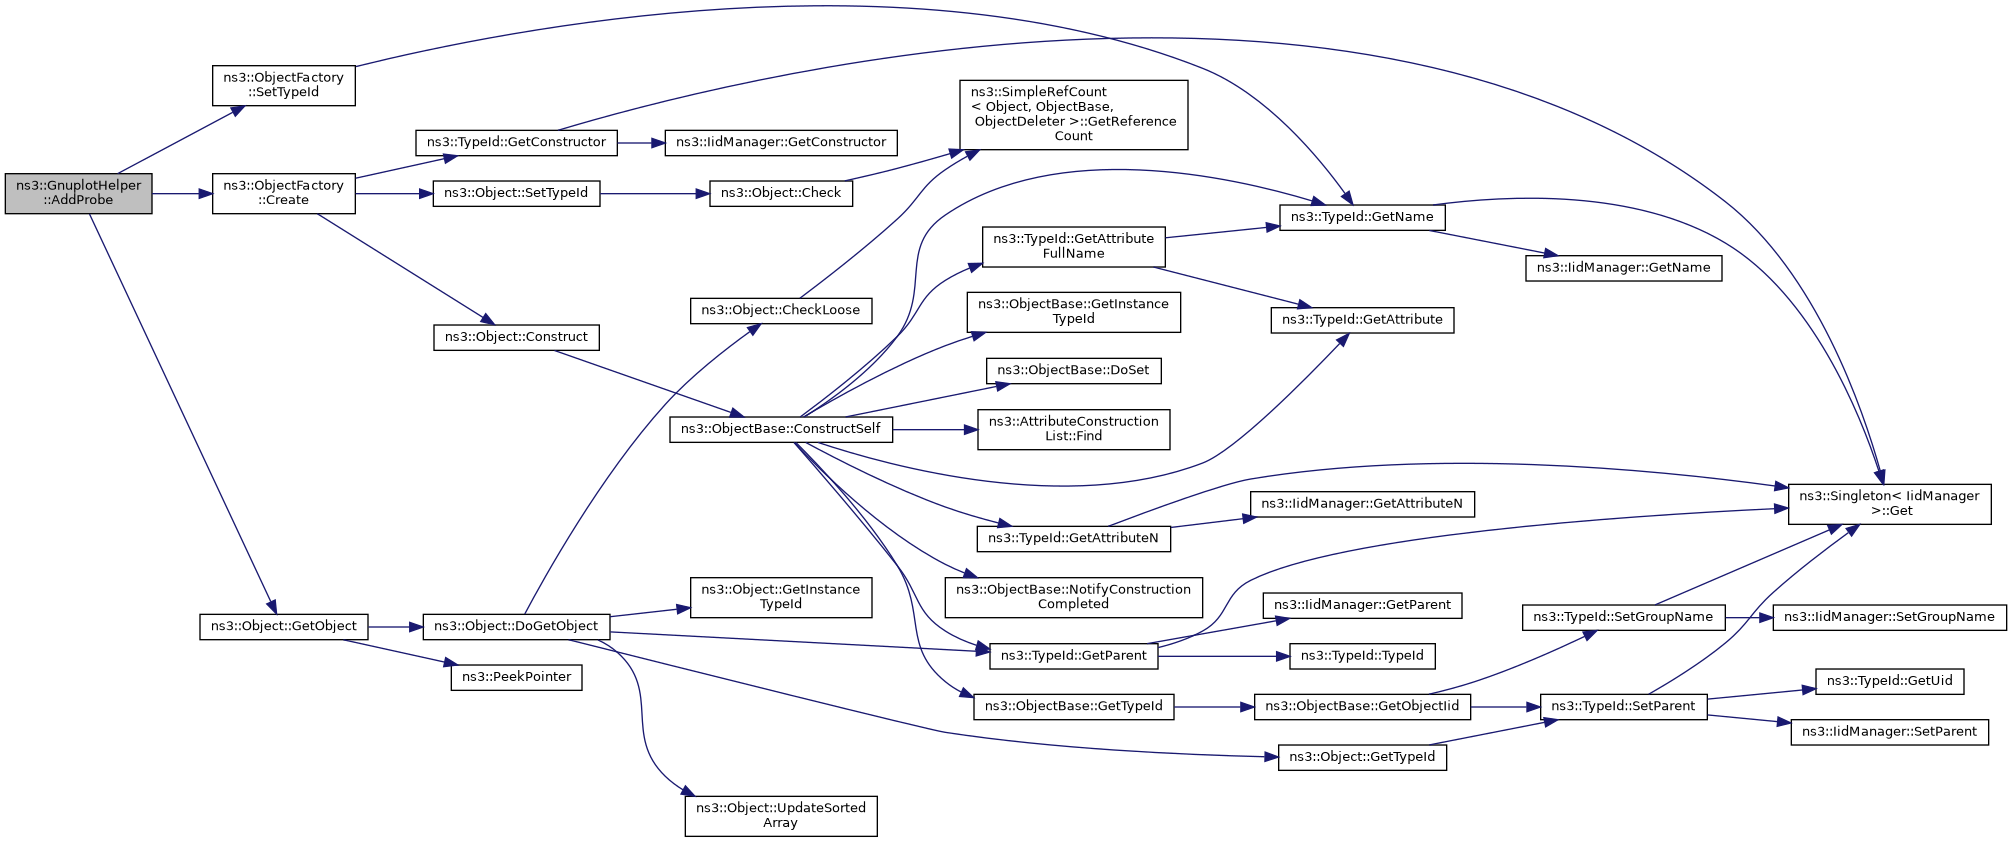 ns3::GnuplotHelper
::AddProbe
ns3::ObjectFactory
::SetTypeId
ns3::ObjectFactory
::Create
ns3::Object::GetObject
ns3::TypeId::GetConstructor
ns3::Object::SetTypeId
ns3::Object::Construct
ns3::Object::DoGetObject
ns3::PeekPointer
ns3::IidManager::GetConstructor
ns3::Object::Check
ns3::Object::CheckLoose
ns3::ObjectBase::ConstructSelf
ns3::Object::GetInstance
TypeId
ns3::Object::UpdateSorted
Array
ns3::SimpleRefCount
< Object, ObjectBase,
ObjectDeleter >::GetReference
Count
ns3::TypeId::GetAttribute
FullName
ns3::ObjectBase::GetInstance
TypeId
ns3::ObjectBase::DoSet
ns3::AttributeConstruction
List::Find
ns3::TypeId::GetAttributeN
ns3::ObjectBase::NotifyConstruction
Completed
ns3::TypeId::GetParent
ns3::ObjectBase::GetTypeId
ns3::TypeId::GetName
ns3::TypeId::GetAttribute
ns3::IidManager::GetAttributeN
ns3::IidManager::GetParent
ns3::TypeId::TypeId
ns3::ObjectBase::GetObjectIid
ns3::Object::GetTypeId
ns3::IidManager::GetName
ns3::TypeId::SetGroupName
ns3::TypeId::SetParent
ns3::Singleton< IidManager
>::Get
ns3::IidManager::SetGroupName
ns3::TypeId::GetUid
ns3::IidManager::SetParent